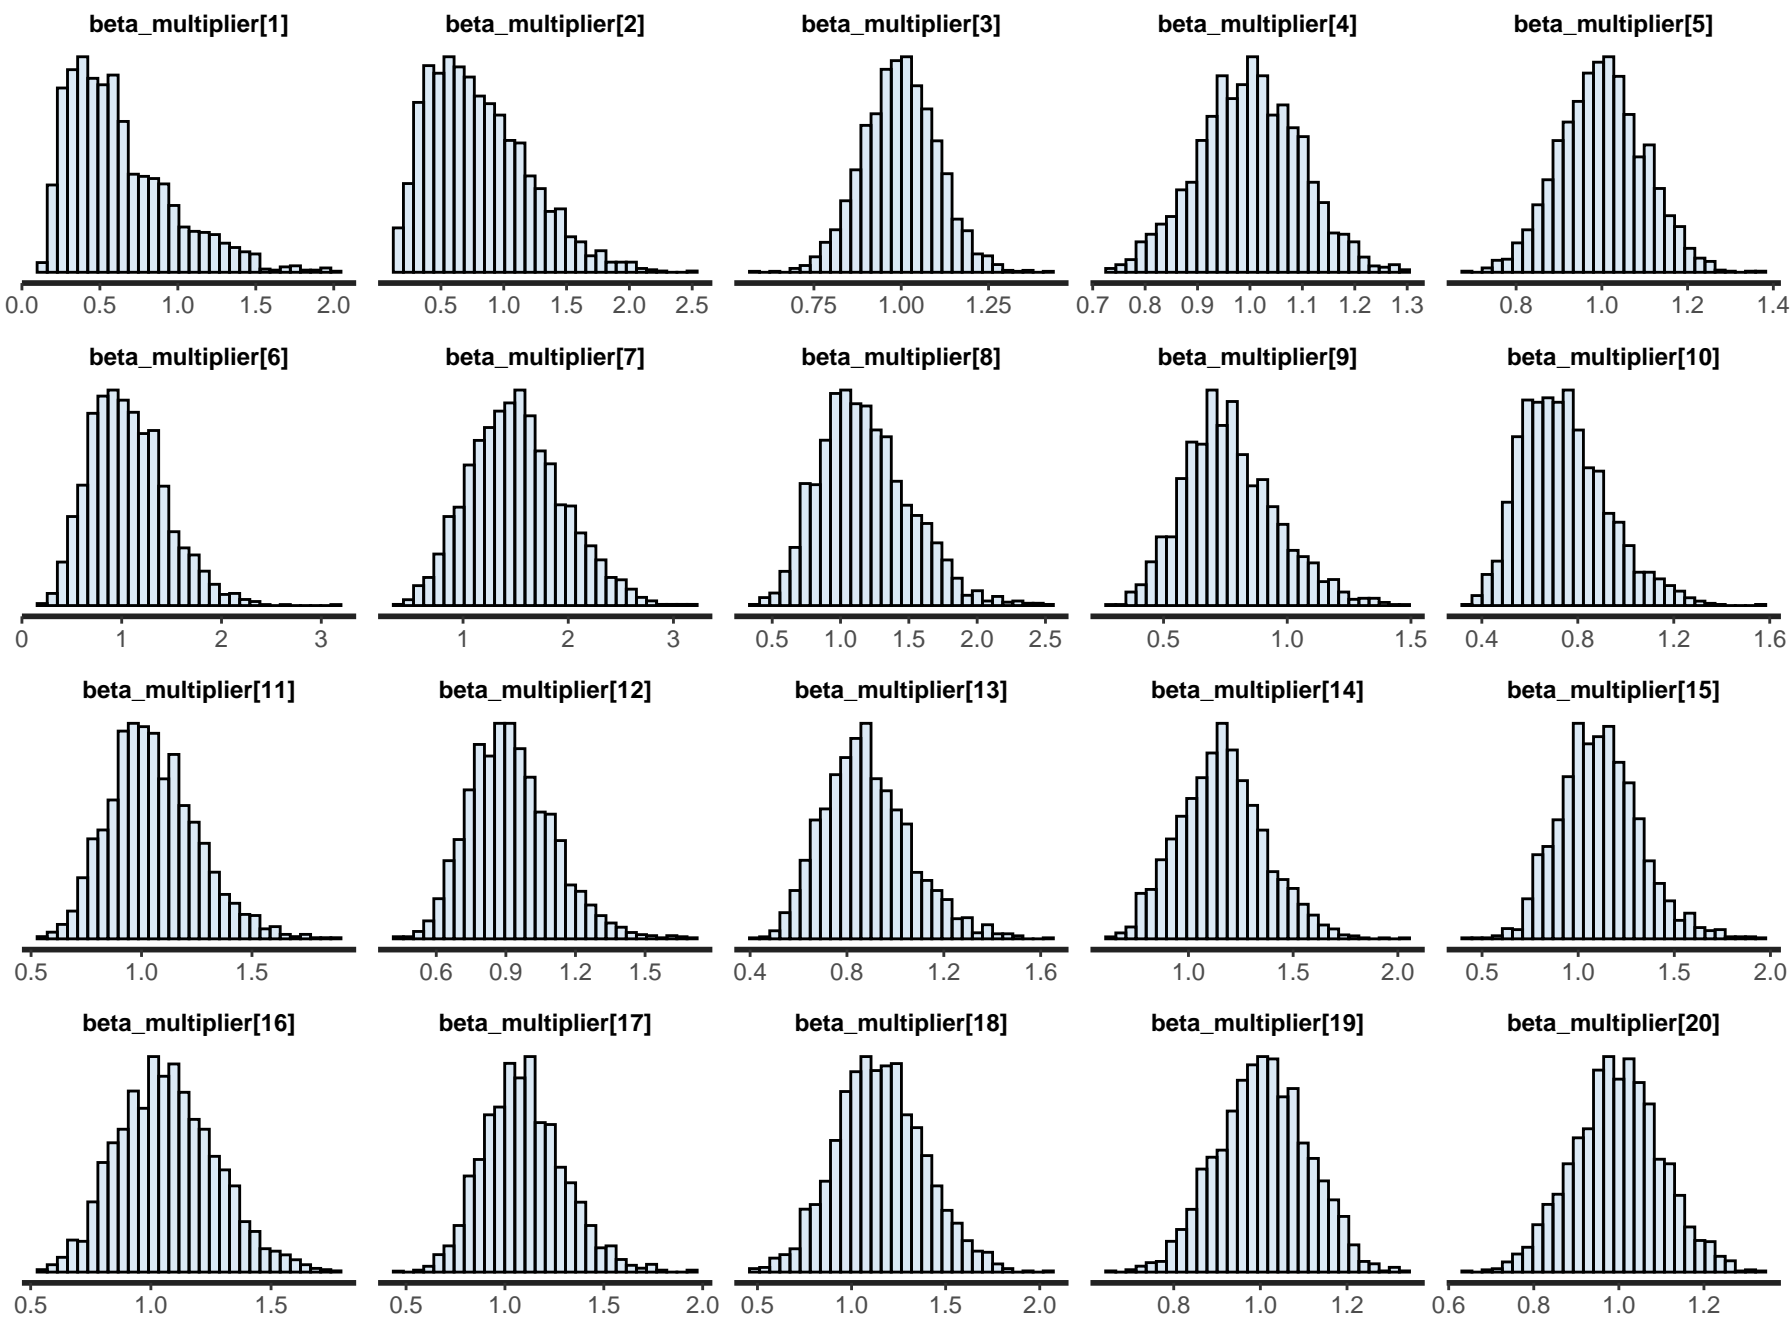 beta_multiplier[1] beta_multiplier[2] beta_multiplier[3] beta_multiplier[4] beta_multiplier[5]
0.0 0.5 1.0 1.5 2.0 0.5 1.0 1.5 2.0 2.5 0.75 1.00 1.25 0.7 0.8 0.9 1.0 1.1 1.2 1.3 0.8 1.0 1.2 1.4
beta_multiplier[6] beta_multiplier[7] beta_multiplier[8] beta_multiplier[9] beta_multiplier[10]
0 1 2 3 1 2 3 0.5 1.0 1.5 2.0 2.5 0.5 1.0 1.5 0.4 0.8 1.2 1.6
beta_multiplier[11] beta_multiplier[12] beta_multiplier[13] beta_multiplier[14] beta_multiplier[15]
0.5 1.0 1.5 0.6 0.9 1.2 1.5 0.4 0.8 1.2 1.6 1.0 1.5 2.0 0.5 1.0 1.5 2.0
beta_multiplier[16] beta_multiplier[17] beta_multiplier[18] beta_multiplier[19] beta_multiplier[20]
0.5 1.0 1.5 0.5 1.0 1.5 2.0 0.5 1.0 1.5 2.0 0.8 1.0 1.2 0.6 0.8 1.0 1.2